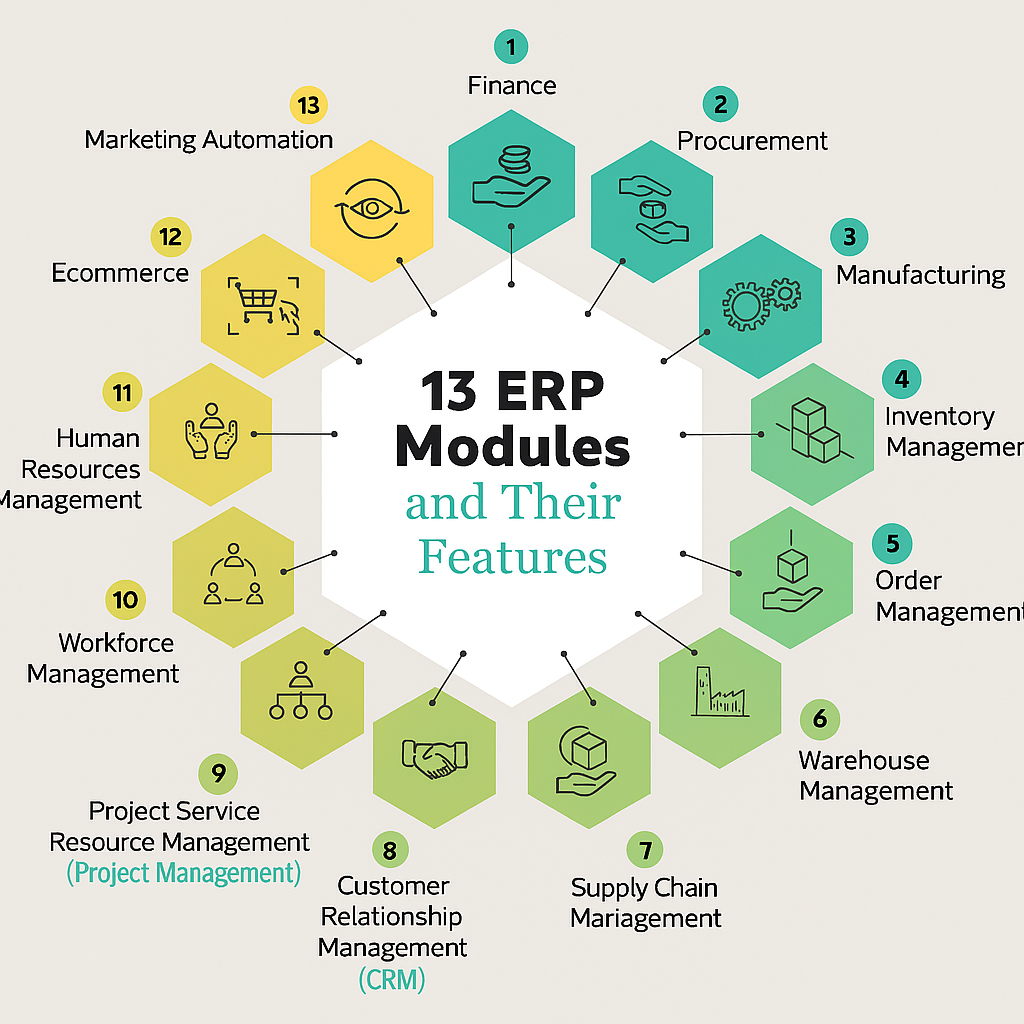 13 ERP
Modules
and Their
Features
1
Finance
2
Procurement
3
Manufacturing
4
Inventory
Managemen
5
Order
Management
6
Warehouse
Management
7
Supply Chain
Mariagement
8
Customer
Relationship
Management
(CRM)
9
Project Service
Resource Management
(Project Management)
10
Workforce
Management
11
Human
Resources
Management
12
Ecommerce
13
Marketing Automation